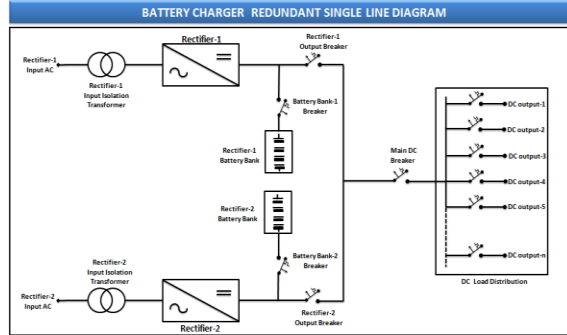 BATTERY CHARGER REDUNDANT SINGLE LINE DIAGRAM
Rectifier-1
Input AC
Rectifier-1
Input Isolation
Transformer
Rectifier-1
Rectifier-1
Output Breaker
Battery Bank-1
Breaker
Rectifier-1
Battery Bank
Rectifier-2
Battery Bank
Battery Bank-2
Breaker
Rectifier-2
Input AC
Rectifier-2
Input Isolation
Transformer
Rectifier-2
Rectifier-2
Output Breaker
Main DC
Breaker
DC output-1
DC output-2
DC output-3
DC output-4
DC output-5
DC output-n
DC Load Distribution